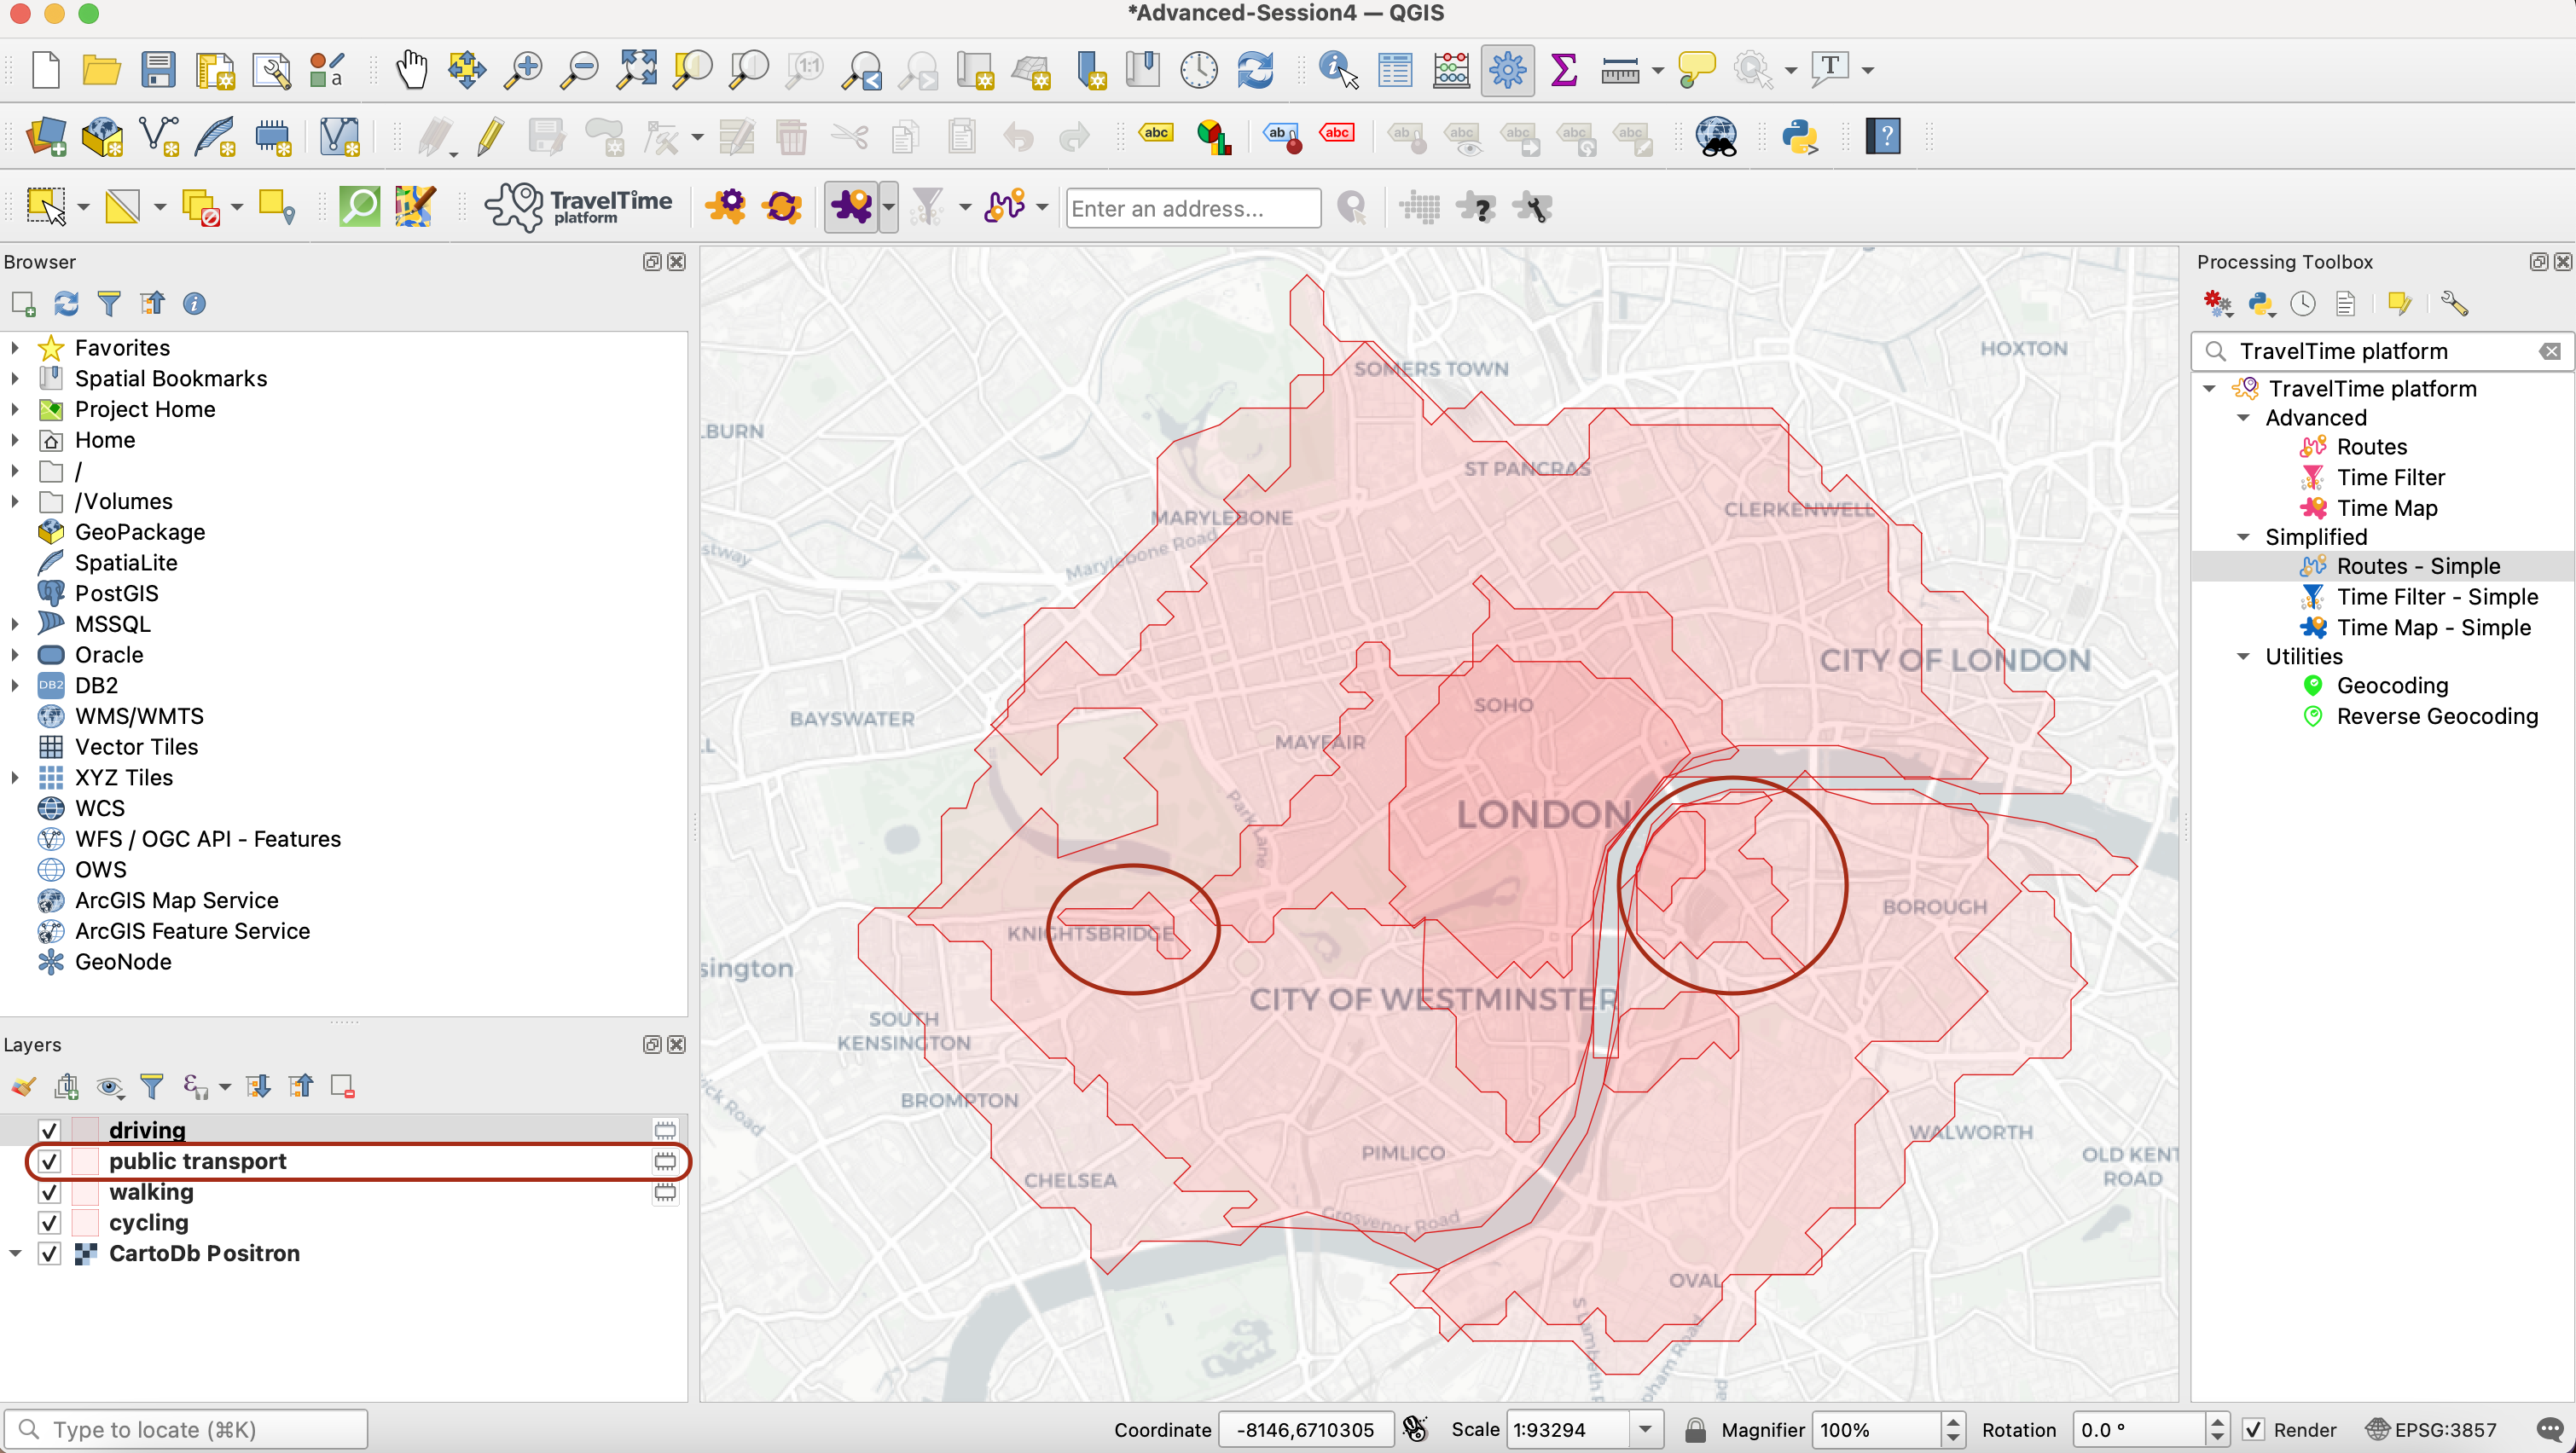 *Advanced-Session4 — QGIS
TravelTime
platform
Enter an address...
Browser
Favorites
Spatial Bookmarks
Project Home
Home
/
/Volumes
GeoPackage
SpatiaLite
PostGIS
MSSQL
Oracle
DB2
WMS/WMTS
Vector Tiles
XYZ Tiles
WCS
WFS / OGC API - Features
OWS
ArcGIS Map Service
ArcGIS Feature Service
GeoNode
Layers
driving
public transport
walking
cycling
CartoDb Positron
SOMERS TOWN
HOXTON
LBURN
ST PANCRAS
CLERKENWELL
MARYLEBONE
Marylebone Road
stway
CITY OF LONDON
BAYSWATER
SOHO
MAYFAIR
LONDON
Park Lane
BOROUGH
KNIGHTSBRIDGE
sington
CITY OF WESTMINSTER
SOUTH
KENSINGTON
BROMPTON
wick Road
WALWORTH
PIMLICO
OLD KENT
ROAD
CHELSEA
Grosvenor Road
OVAL
S Lambeth R
pham Road
Processing Toolbox
TravelTime platform
TravelTime platform
Advanced
Routes
Time Filter
Time Map
Simplified
Routes - Simple
Time Filter - Simple
Time Map - Simple
Utilities
Geocoding
Reverse Geocoding
Type to locate (⌘K)
Coordinate -8146,6710305 Scale 1:93294 Magnifier 100% Rotation 0.0 ° Render EPSG:3857